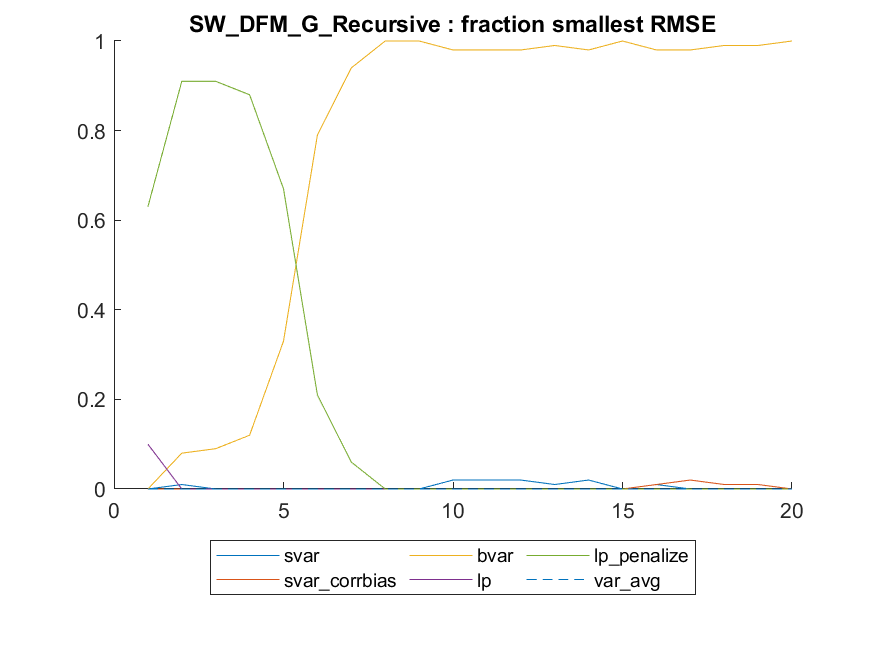 SW_DFM_G_Recursive : fraction smallest RMSE
1
0.8
0.6
0.4
0.2
0
0 5 10 15 20
svar bvar lp_penalize
svar_corrbias lp var_avg